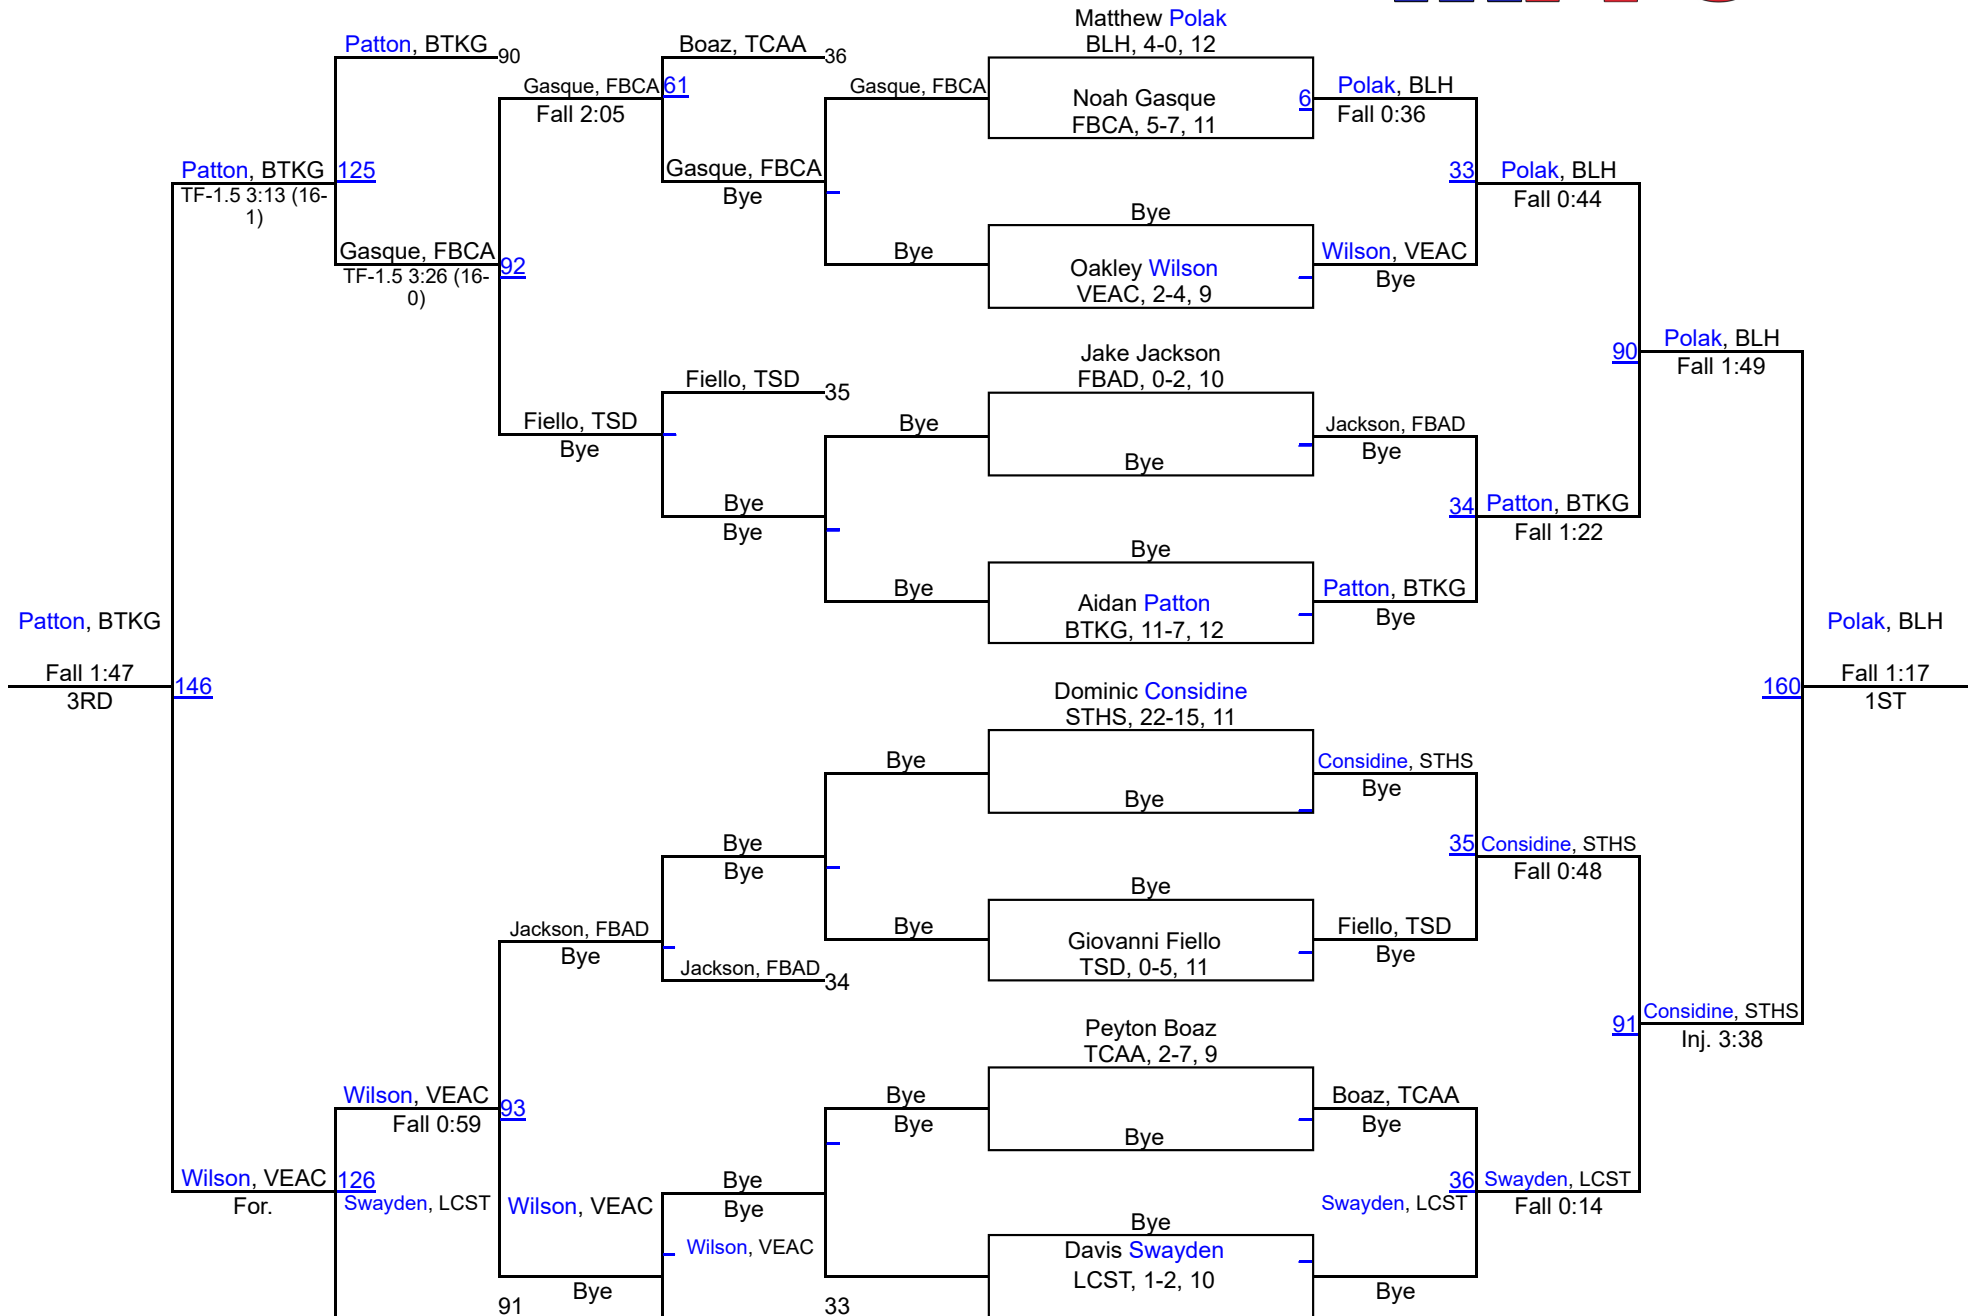 Matthew Polak
Patton, BTKG
90
Boaz, TCAA
36
BLH, 4-0, 12
Gasque, FBCA
61
Gasque, FBCA
Polak, BLH
Fall 2:05
Noah Gasque
6
Fall 0:36
FBCA, 5-7, 11
Patton, BTKG
125
Gasque, FBCA
33
Polak, BLH
TF-1.5 3:13 (16-
1)
Bye
Fall 0:44
Bye
Gasque, FBCA
92
Bye
Wilson, VEAC
TF-1.5 3:26 (16-
0)
Oakley Wilson
Bye
VEAC, 2-4, 9
Polak, BLH
90
Fall 1:49
Jake Jackson
Fiello, TSD
35
FBAD, 0-2, 10
Fiello, TSD
Bye
Jackson, FBAD
Bye
Bye
Bye
Bye
34
Patton, BTKG
Bye
Fall 1:22
Bye
Bye
Patton, BTKG
Aidan Patton
Bye
Patton, BTKG
BTKG, 11-7, 12
Polak, BLH
Fall 1:47
146
160
Fall 1:17
3RD
1ST
Dominic Considine
STHS, 22-15, 11
Bye
Considine, STHS
Bye
Bye
Bye
35
Considine, STHS
Bye
Fall 0:48
Bye
Jackson, FBAD
Bye
Fiello, TSD
Bye
Giovanni Fiello
Bye
Jackson, FBAD
34
TSD, 0-5, 11
91
Considine, STHS
Peyton Boaz
Inj. 3:38
TCAA, 2-7, 9
Wilson, VEAC
93
Bye
Boaz, TCAA
Fall 0:59
Bye
Bye
Bye
Wilson, VEAC
126
Bye
36
Swayden, LCST
For.
Swayden, LCST
Wilson, VEAC
Bye
Swayden, LCST
Fall 0:14
Bye
Wilson, VEAC
Davis Swayden
LCST, 1-2, 10
Bye
Bye
91
33